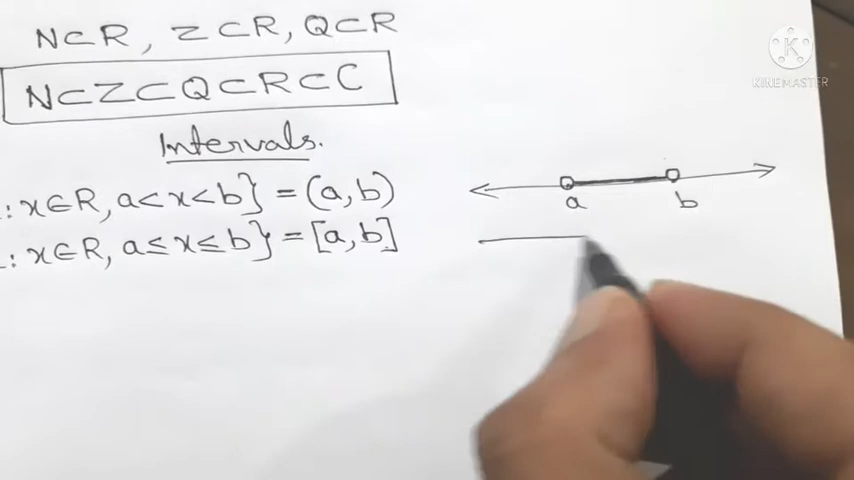 N⊂R, Z⊂R, Q⊂R
N⊂Z⊂Q⊂R⊂C
Intervals.
: x∈R, a<x<b} = (a,b)
: x∈R, a≤x≤b} = [a,b]
a b
K
KINEMASTER